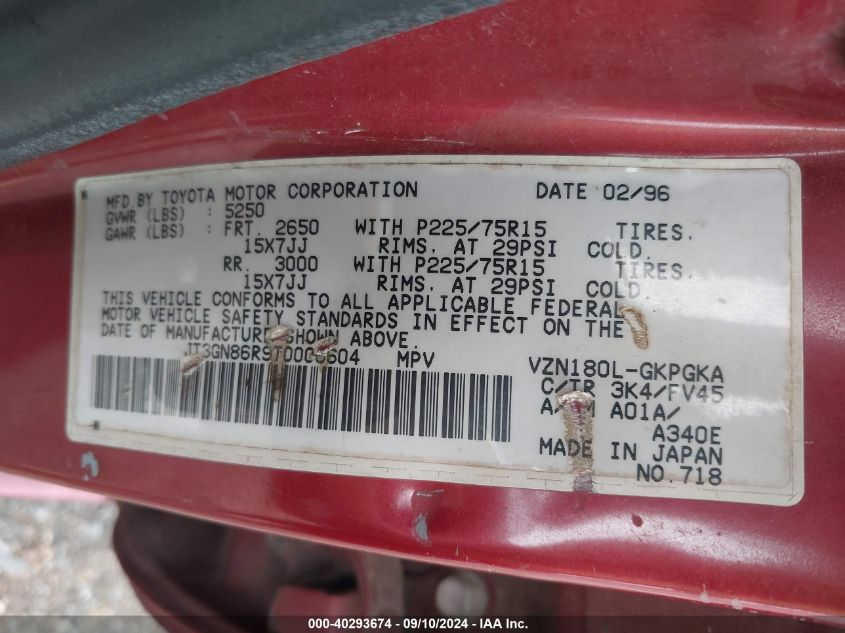 MFD.BY TOYOTA MOTOR CORPORATION DATE 02/96
GVWR (LBS) : 5250
GAWR (LBS) : FRT. 2650 WITH P225/75R15 TIRES.
15X7JJ RIMS. AT 29PSI COLD.
RR. 3000 WITH P225/75R15 TIRES.
15X7JJ RIMS. AT 29PSI COLD
THIS VEHICLE CONFORMS TO ALL APPLICABLE FEDERAL
MOTOR VEHICLE SAFETY STANDARDS IN EFFECT ON THE
DATE OF MANUFACTURE SHOWN ABOVE.
MPV VZN180L-GKPGKA
C/TR 3K4/FV45
A01A/
A340E
MADE IN JAPAN
NO.718
000-40293674 - 09/10/2024 - IAA Inc.